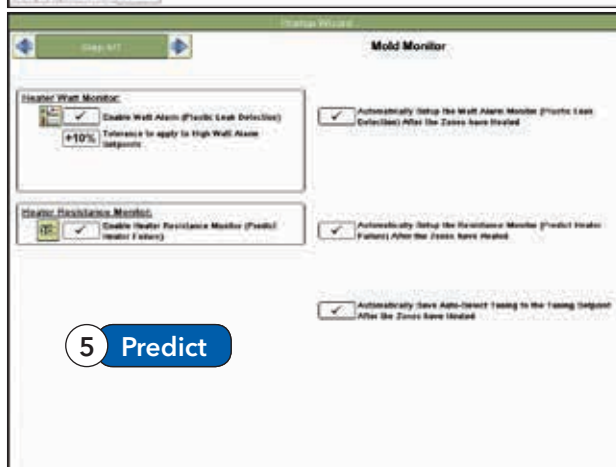 Startup Wizard
Mold Monitor
Heater Watt Monitor:
✓ Enable Watt Alarm (Plastic Leak Detection)
+10% Tolerance to apply to High Watt Alarm
Setpoints
✓ Automatically Setup the Watt Alarm Monitor (Plastic Leak
Detection) After the Zones have Heated
Heater Resistance Monitor:
✓ Enable Heater Resistance Monitor (Predict
Heater Failure)
✓ Automatically Setup the Resistance Monitor (Predict Heater
Failure) After the Zones have Heated
✓ Automatically Save Auto-Detect Tuning to the Tuning Setpoint
After the Zones have Heated
5 Predict